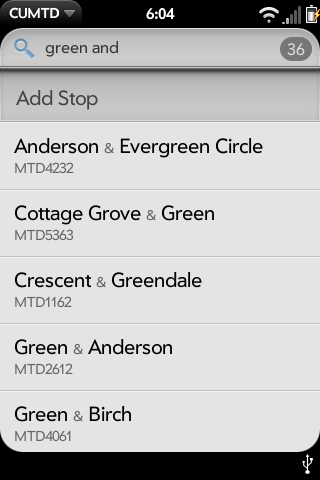 CUMTD 6:04
green and 36
Add Stop
Anderson & Evergreen Circle
MTD4232
Cottage Grove & Green
MTD5363
Crescent & Greendale
MTD1162
Green & Anderson
MTD2612
Green & Birch
MTD4061